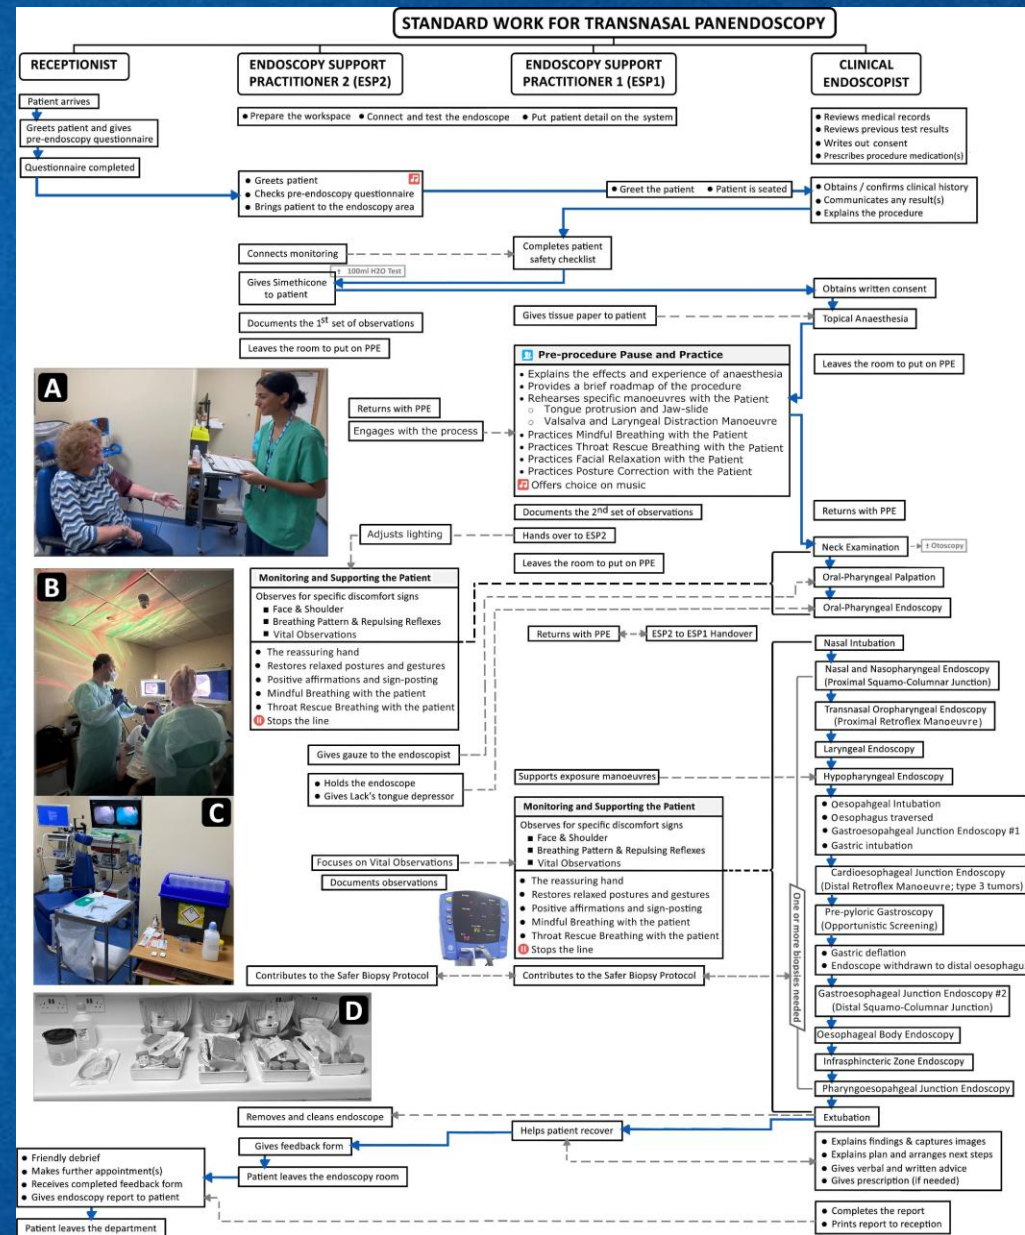 STANDARD WORK FOR TRANSNASAL PANENDOSCOPY
RECEPTIONIST
ENDOSCOPY SUPPORT
PRACTITIONER 2 (ESP2)
ENDOSCOPY SUPPORT
PRACTITIONER 1 (ESP1)
CLINICAL
ENDOSCOPIST
Patient arrives
Greets patient and gives
pre-endoscopy questionnaire
Questionnaire completed
• Prepare the workspace • Connect and test the endoscope • Put patient detail on the system
• Reviews medical records
• Reviews previous test results
• Writes out consent
• Prescribes procedure medication(s)
• Greets patient
• Checks pre-endoscopy questionnaire
• Brings patient to the endoscopy area
• Greet the patient • Patient is seated
• Obtains / confirms clinical history
• Communicates any result(s)
• Explains the procedure
Connects monitoring
Completes patient
safety checklist
± 100ml H2O Test
Gives Simethicone
to patient
Obtains written consent
Documents the 1st set of observations
Gives tissue paper to patient
Topical Anaesthesia
Leaves the room to put on PPE
Leaves the room to put on PPE
Pre-procedure Pause and Practice
• Explains the effects and experience of anaesthesia
• Provides a brief roadmap of the procedure
• Rehearses specific manoeuvres with the Patient
○ Tongue protrusion and Jaw-slide
○ Valsalva and Laryngeal Distraction Manoeuvre
• Practices Mindful Breathing with the Patient
• Practices Throat Rescue Breathing with the Patient
• Practices Facial Relaxation with the Patient
• Practices Posture Correction with the Patient
Offers choice on music
A
Returns with PPE
Engages with the process
Documents the 2nd set of observations
Returns with PPE
Adjusts lighting
Hands over to ESP2
Neck Examination
± Otoscopy
Leaves the room to put on PPE
B
Monitoring and Supporting the Patient
Observes for specific discomfort signs
■ Face & Shoulder
■ Breathing Pattern & Repulsing Reflexes
■ Vital Observations
• The reassuring hand
• Restores relaxed postures and gestures
• Positive affirmations and sign-posting
• Mindful Breathing with the patient
• Throat Rescue Breathing with the patient
Stops the line
Oral-Pharyngeal Palpation
Oral-Pharyngeal Endoscopy
Returns with PPE
ESP2 to ESP1 Handover
Nasal Intubation
Nasal and Nasopharyngeal Endoscopy
(Proximal Squamo-Columnar Junction)
Transnasal Oropharyngeal Endoscopy
(Proximal Retroflex Manoeuvre)
Gives gauze to the endoscopist
Laryngeal Endoscopy
• Holds the endoscope
• Gives Lack's tongue depressor
Supports exposure manoeuvres
Hypopharyngeal Endoscopy
C
Monitoring and Supporting the Patient
Observes for specific discomfort signs
■ Face & Shoulder
■ Breathing Pattern & Repulsing Reflexes
■ Vital Observations
• The reassuring hand
• Restores relaxed postures and gestures
• Positive affirmations and sign-posting
• Mindful Breathing with the patient
• Throat Rescue Breathing with the patient
Stops the line
• Oesopahgeal Intubation
• Oesophagus traversed
• Gastroesopahgeal Junction Endoscopy #1
• Gastric intubation
Focuses on Vital Observations
Documents observations
Cardioesophageal Junction Endoscopy
(Distal Retroflex Manoeuvre; type 3 tumors)
One or more biopsies needed
Pre-pyloric Gastroscopy
(Opportunistic Screening)
• Gastric deflation
• Endoscope withdrawn to distal oesophagus
Contributes to the Safer Biopsy Protocol
Contributes to the Safer Biopsy Protocol
Gastroesophageal Junction Endoscopy #2
(Distal Squamo-Columnar Junction)
D
Oesophageal Body Endoscopy
Infrasphincteric Zone Endoscopy
Pharyngoesopahgeal Junction Endoscopy
Removes and cleans endoscope
Extubation
Helps patient recover
Gives feedback form
Patient leaves the endoscopy room
• Explains findings & captures images
• Explains plan and arranges next steps
• Gives verbal and written advice
• Gives prescription (if needed)
• Friendly debrief
• Makes further appointment(s)
• Receives completed feedback form
• Gives endoscopy report to patient
• Completes the report
• Prints report to reception
Patient leaves the department